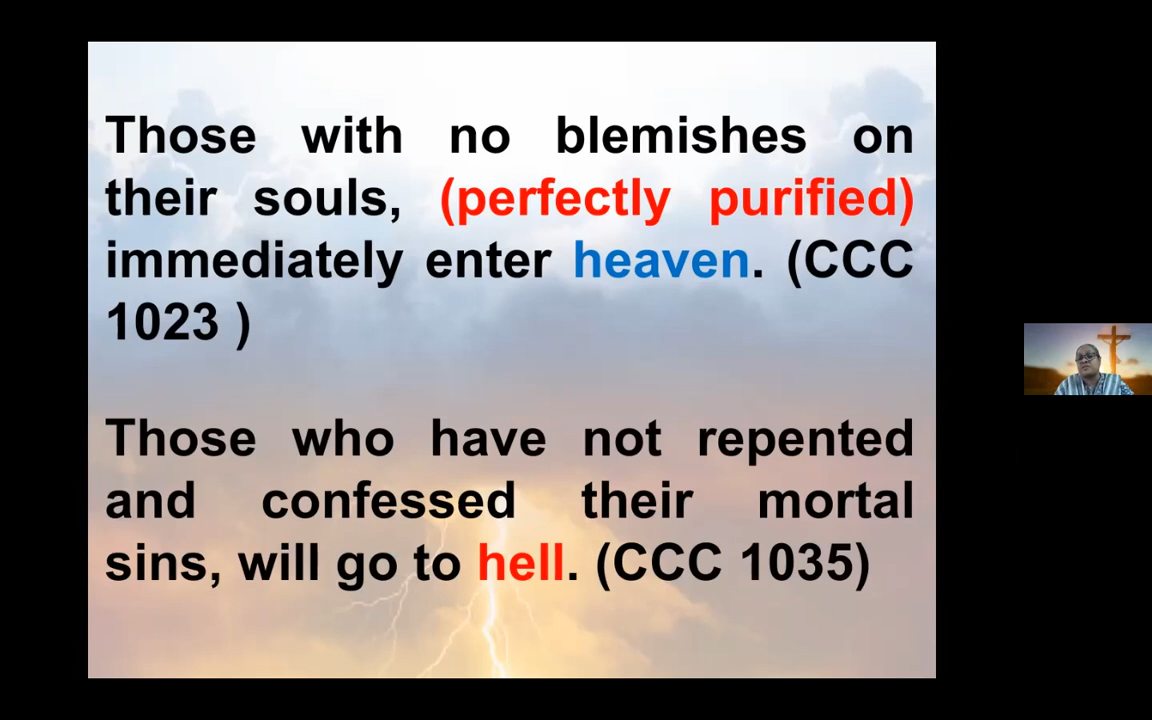 Those with no blemishes on
their souls, (perfectly purified)
immediately enter heaven. (CCC
1023 )
Those who have not repented
and confessed their mortal
sins, will go to hell. (CCC 1035)